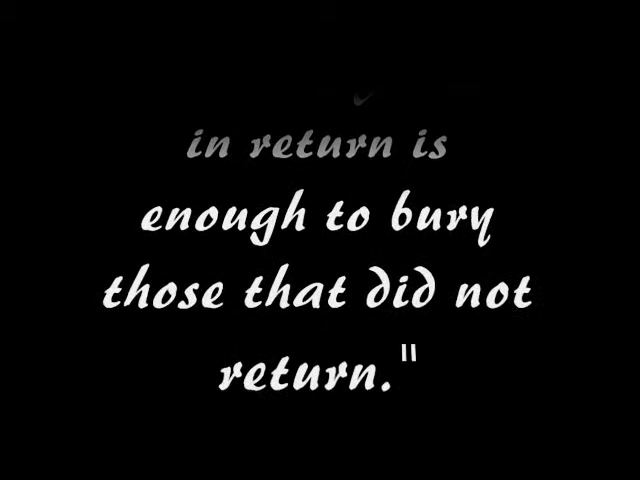 in return is
enough to bury
those that did not
return."